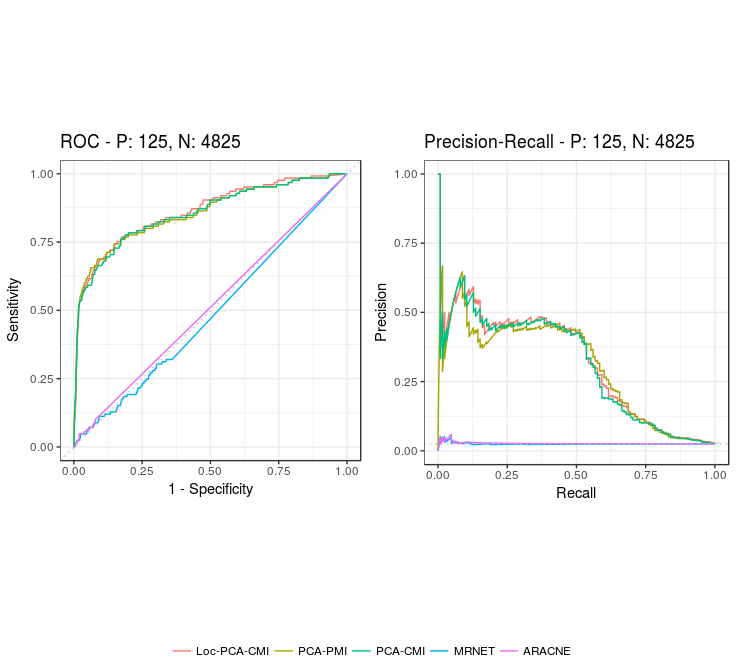 ROC - P: 125, N: 4825
Sensitivity
1.00
0.75
0.50
0.25
0.00
0.00 0.25 0.50 0.75 1.00
1 - Specificity
Precision-Recall - P: 125, N: 4825
Precision
1.00
0.75
0.50
0.25
0.00
0.00 0.25 0.50 0.75 1.00
Recall
Loc-PCA-CMI PCA-PMI PCA-CMI MRNET ARACNE